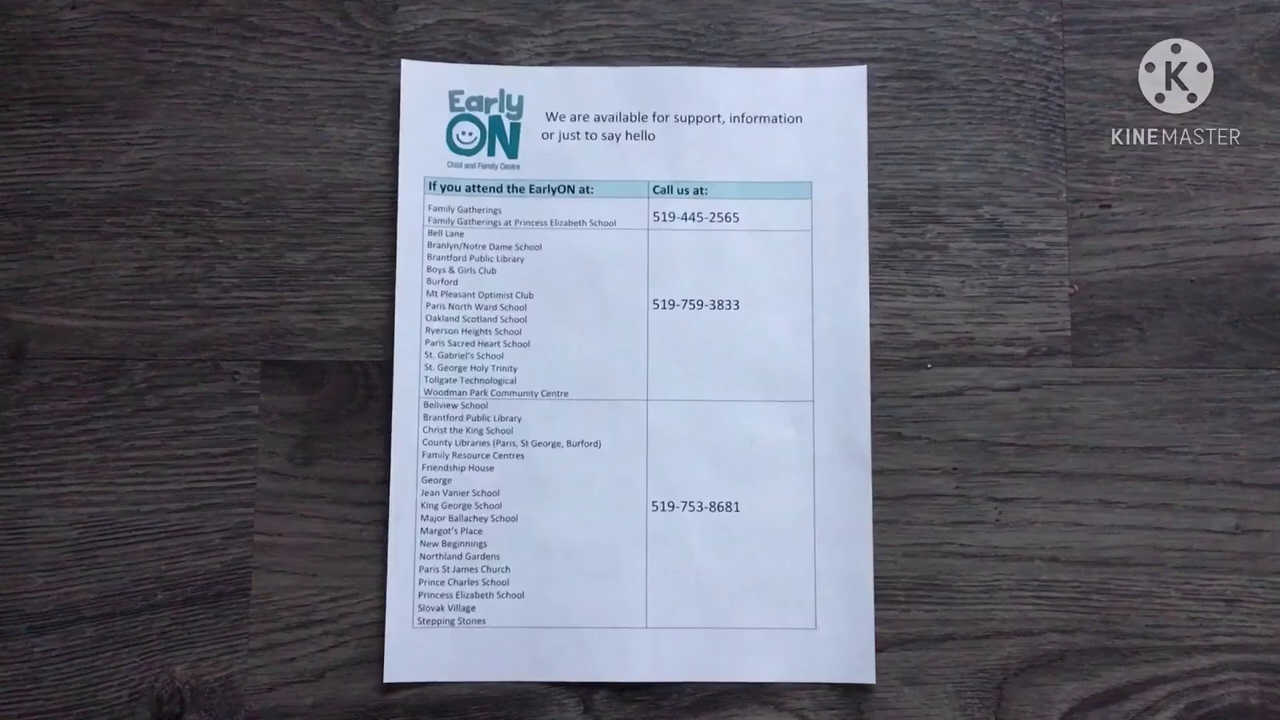 Early
ON
Child and Family Centre
We are available for support, information
or just to say hello
If you attend the EarlyON at:
Call us at:
Family Gatherings
Family Gatherings at Princess Elizabeth School
519-445-2565
Bell Lane
Branlyn/Notre Dame School
Brantford Public Library
Boys & Girls Club
Burford
Mt Pleasant Optimist Club
Paris North Ward School
Oakland Scotland School
Ryerson Heights School
Paris Sacred Heart School
St. Gabriel's School
St. George Holy Trinity
Tollgate Technological
Woodman Park Community Centre
519-759-3833
Bellview School
Brantford Public Library
Christ the King School
County Libraries (Paris, St George, Burford)
Family Resource Centres
Friendship House
George
Jean Vanier School
King George School
Major Ballachey School
Margot's Place
New Beginnings
Northland Gardens
Paris St James Church
Prince Charles School
Princess Elizabeth School
Slovak Village
Stepping Stones
519-753-8681
K
KINEMASTER